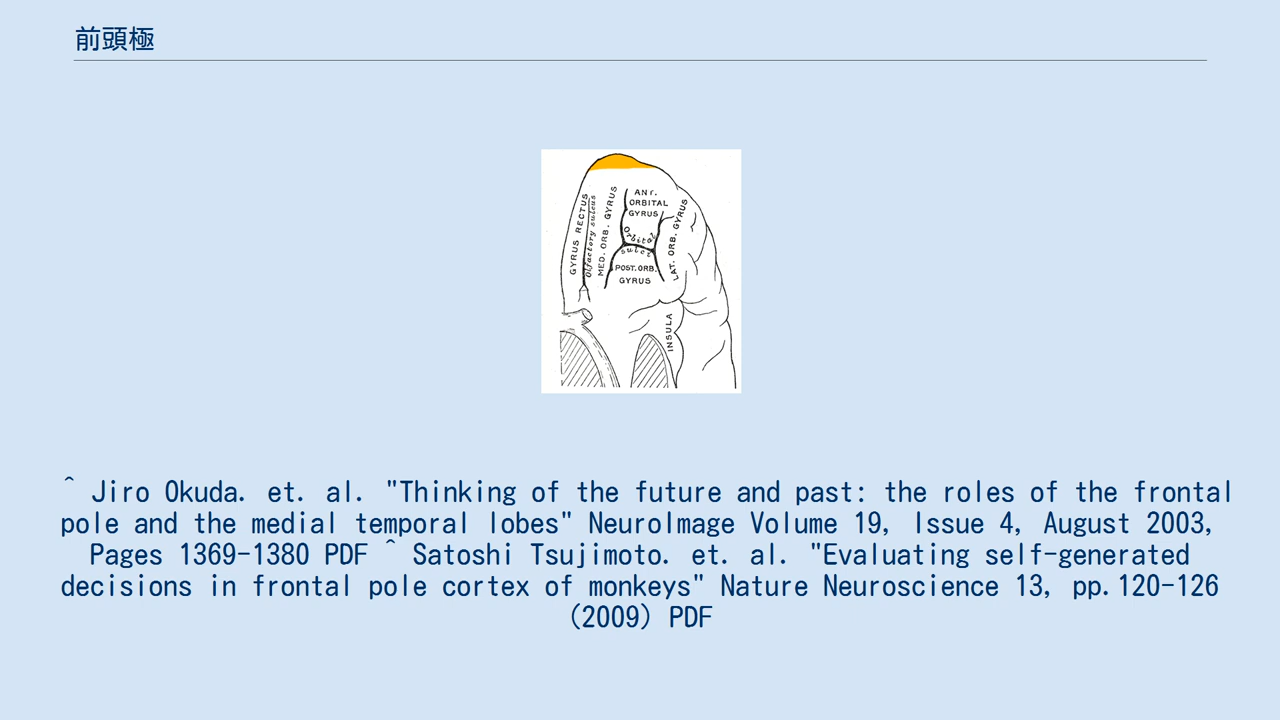 前頭極
GYRUS RECTUS
Olfactory sulcus
MED. ORB. GYRUS
ANT.
ORBITAL
GYRUS
Orbital
sulci
POST. ORB.
GYRUS
LAT. ORB. GYRUS
INSULA
^ Jiro Okuda. et. al. "Thinking of the future and past: the roles of the frontal
pole and the medial temporal lobes" NeuroImage Volume 19, Issue 4, August 2003,
Pages 1369-1380 PDF ^ Satoshi Tsujimoto. et. al. "Evaluating self-generated
decisions in frontal pole cortex of monkeys" Nature Neuroscience 13, pp.120-126
(2009) PDF